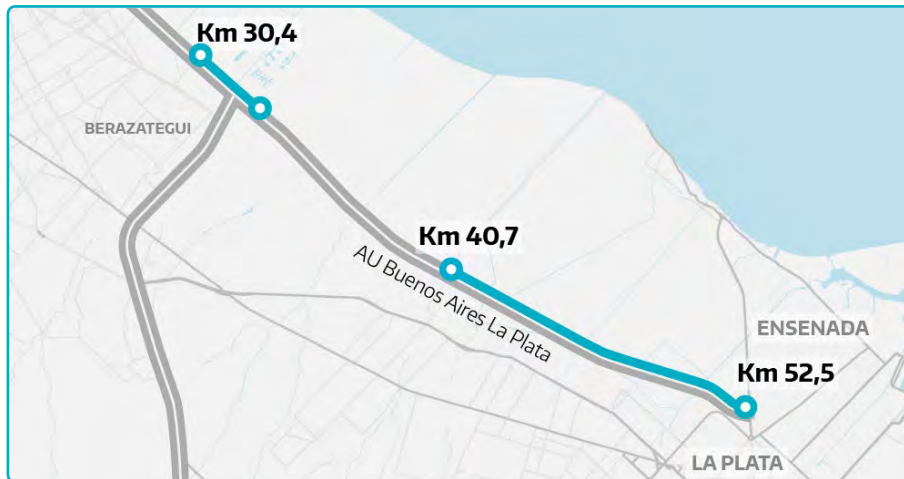 Km 30,4
BERAZATEGUI
Km 40,7
AU Buenos Aires La Plata
ENSENADA
Km 52,5
LA PLATA